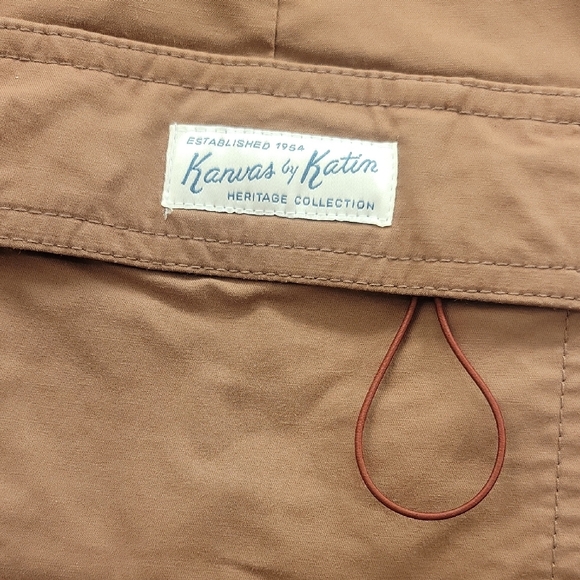 ESTABLISHED 1954
Kanvas by Katin
HERITAGE COLLECTION